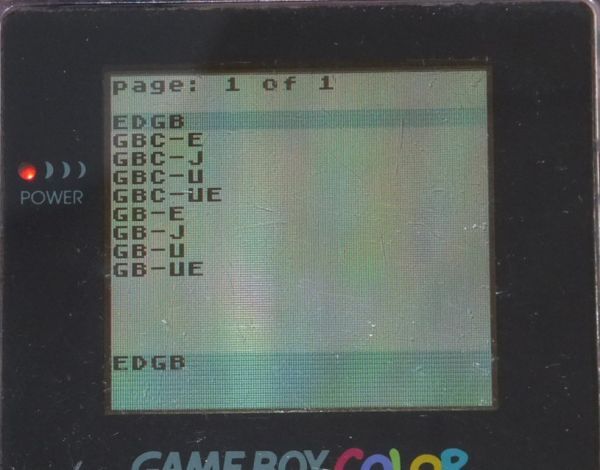 page: 1 of 1
EDGB
GBC-E
GBC-J
GBC-U
GBC-UE
GB-E
GB-J
GB-U
GB-UE
EDGB
POWER
GAME BOY COLOR